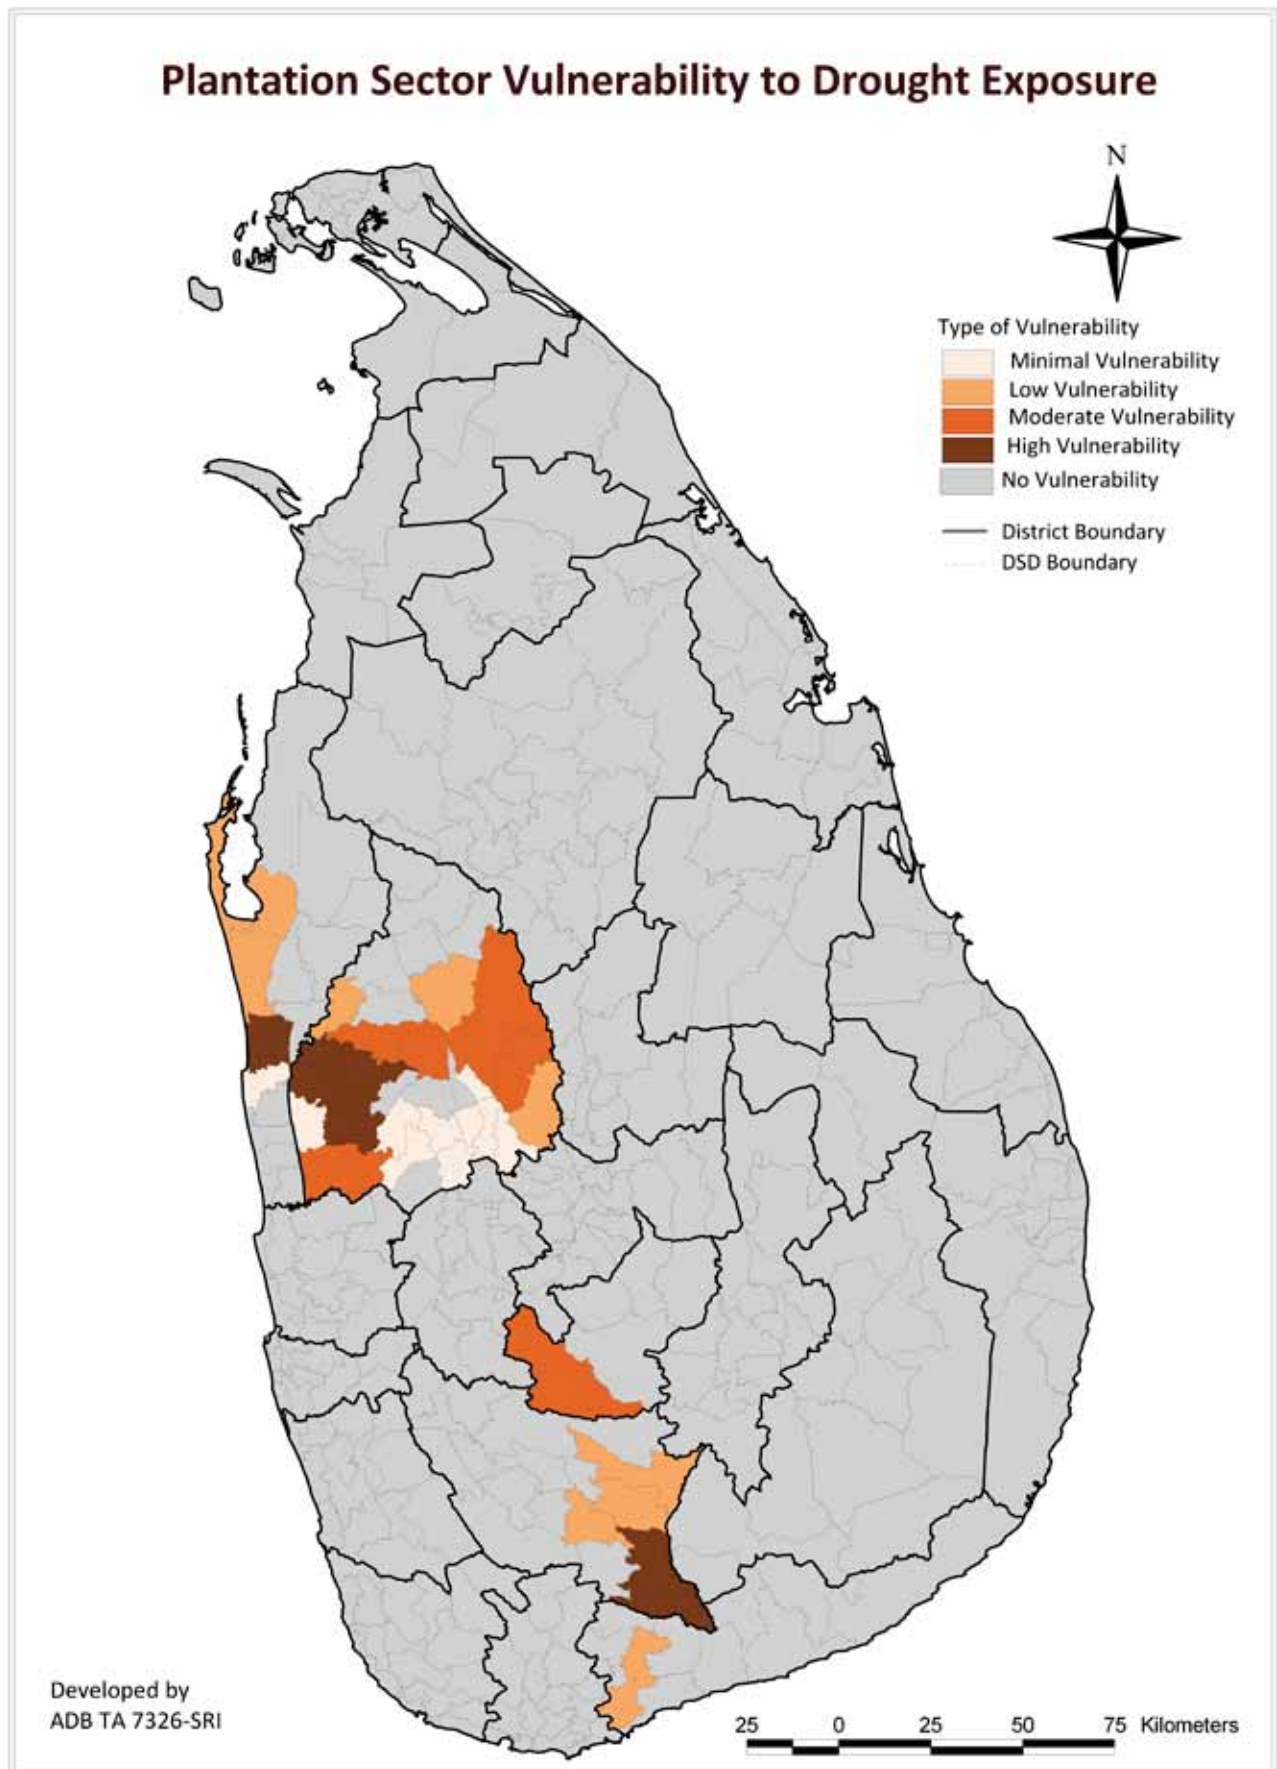 Plantation Sector Vulnerability to Drought Exposure
N
Type of Vulnerability
Minimal Vulnerability
Low Vulnerability
Moderate Vulnerability
High Vulnerability
No Vulnerability
District Boundary
DSD Boundary
Developed by
ADB TA 7326-SRI
25 0 25 50 75 Kilometers